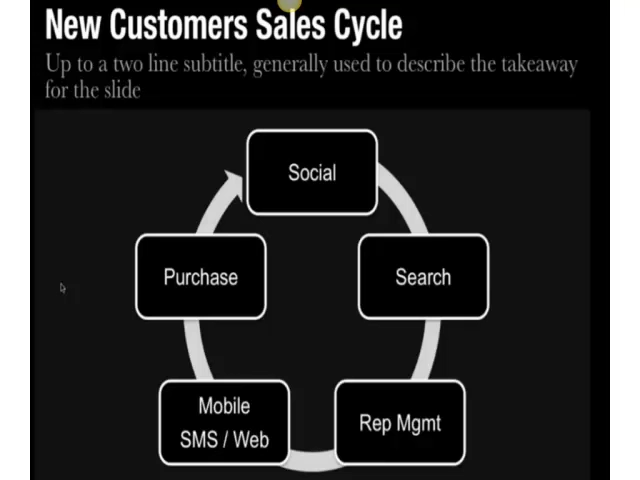 New Customers Sales Cycle
Up to a two line subtitle, generally used to describe the takeaway
for the slide
Social
Search
Rep Mgmt
Mobile
SMS / Web
Purchase